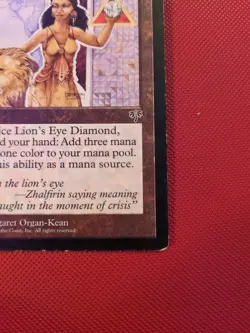 ice Lion's Eye Diamond,
d your hand: Add three mana
one color to your mana pool.
his ability as a mana source.
n the lion's eye
—Zhalfirin saying meaning
aught in the moment of crisis"
garet Organ-Kean
the Coast, Inc. All rights reserved.